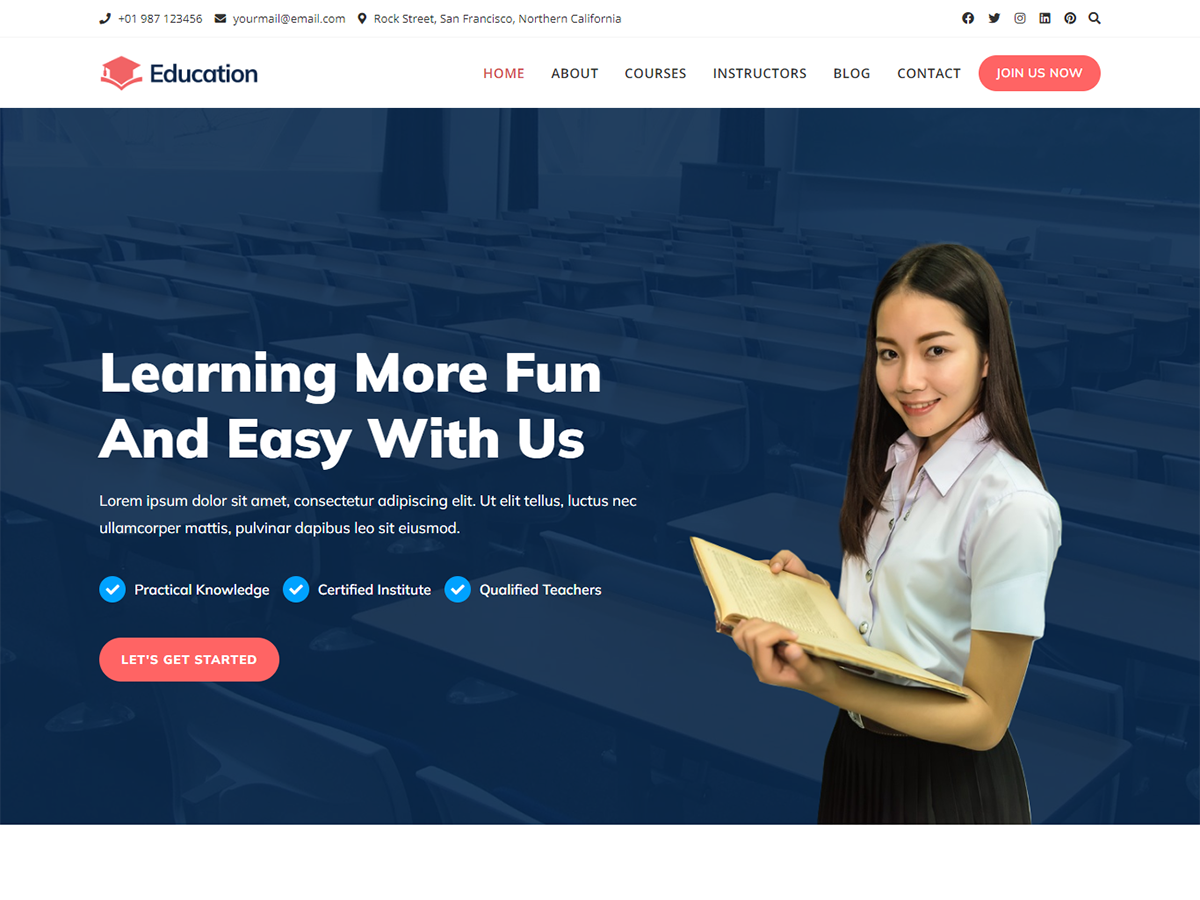 +01 987 123456 yourmail@email.com Rock Street, San Francisco, Northern California
Education
HOME ABOUT COURSES INSTRUCTORS BLOG CONTACT JOIN US NOW
Learning More Fun
And Easy With Us
Lorem ipsum dolor sit amet, consectetur adipiscing elit. Ut elit tellus, luctus nec
ullamcorper mattis, pulvinar dapibus leo sit eiusmod.
Practical Knowledge Certified Institute Qualified Teachers
LET'S GET STARTED